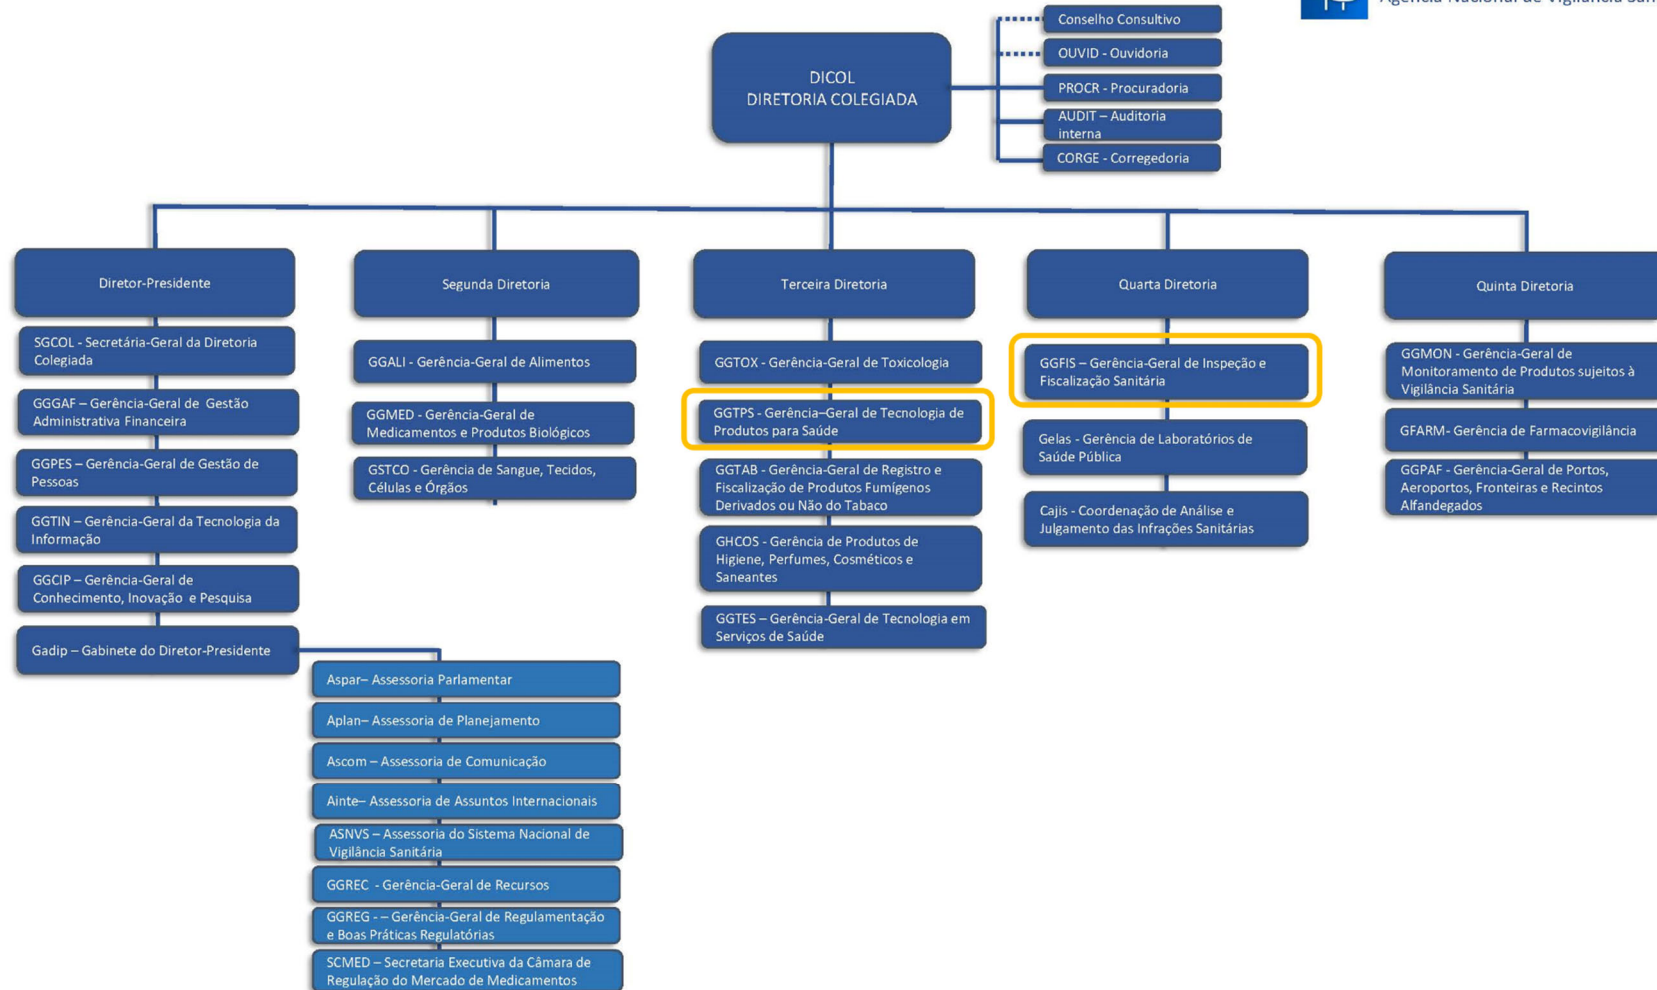 Agência Nacional de Vigilância
Conselho Consultivo
OUVID - Ouvidoria
PROCR - Procuradoria
AUDIT – Auditoria
interna
CORGE - Corregedoria
DICOL
DIRETORIA COLEGIADA
Diretor-Presidente
SGCOL - Secretária-Geral da Diretoria
Colegiada
GGGAF – Gerência-Geral de Gestão
Administrativa Financeira
GGPES – Gerência-Geral de Gestão de
Pessoas
GGTIN – Gerência-Geral da Tecnologia da
Informação
GGCIP – Gerência-Geral de
Conhecimento, Inovação e Pesquisa
Gadip – Gabinete do Diretor-Presidente
Aspar– Assessoria Parlamentar
Aplan– Assessoria de Planejamento
Ascom – Assessoria de Comunicação
Ainte– Assessoria de Assuntos Internacionais
ASNVS – Assessoria do Sistema Nacional de
Vigilância Sanitária
GGREC - Gerência-Geral de Recursos
GGREG - – Gerência-Geral de Regulamentação
e Boas Práticas Regulatórias
SCMED – Secretaria Executiva da Câmara de
Regulação do Mercado de Medicamentos
Segunda Diretoria
GGALI - Gerência-Geral de Alimentos
GGMED - Gerência-Geral de
Medicamentos e Produtos Biológicos
GSTCO - Gerência de Sangue, Tecidos,
Células e Órgãos
Terceira Diretoria
GGTOX - Gerência-Geral de Toxicologia
GGTPS - Gerência–Geral de Tecnologia de
Produtos para Saúde
GGTAB - Gerência-Geral de Registro e
Fiscalização de Produtos Fumígenos
Derivados ou Não do Tabaco
GHCOS - Gerência de Produtos de
Higiene, Perfumes, Cosméticos e
Saneantes
GGTES – Gerência-Geral de Tecnologia em
Serviços de Saúde
Quarta Diretoria
GGFIS – Gerência-Geral de Inspeção e
Fiscalização Sanitária
Gelas - Gerência de Laboratórios de
Saúde Pública
Cajis - Coordenação de Análise e
Julgamento das Infrações Sanitárias
Quinta Diretoria
GGMON - Gerência-Geral de
Monitoramento de Produtos sujeitos à
Vigilância Sanitária
GFARM- Gerência de Farmacovigilância
GGPAF - Gerência-Geral de Portos,
Aeroportos, Fronteiras e Recintos
Alfandegados